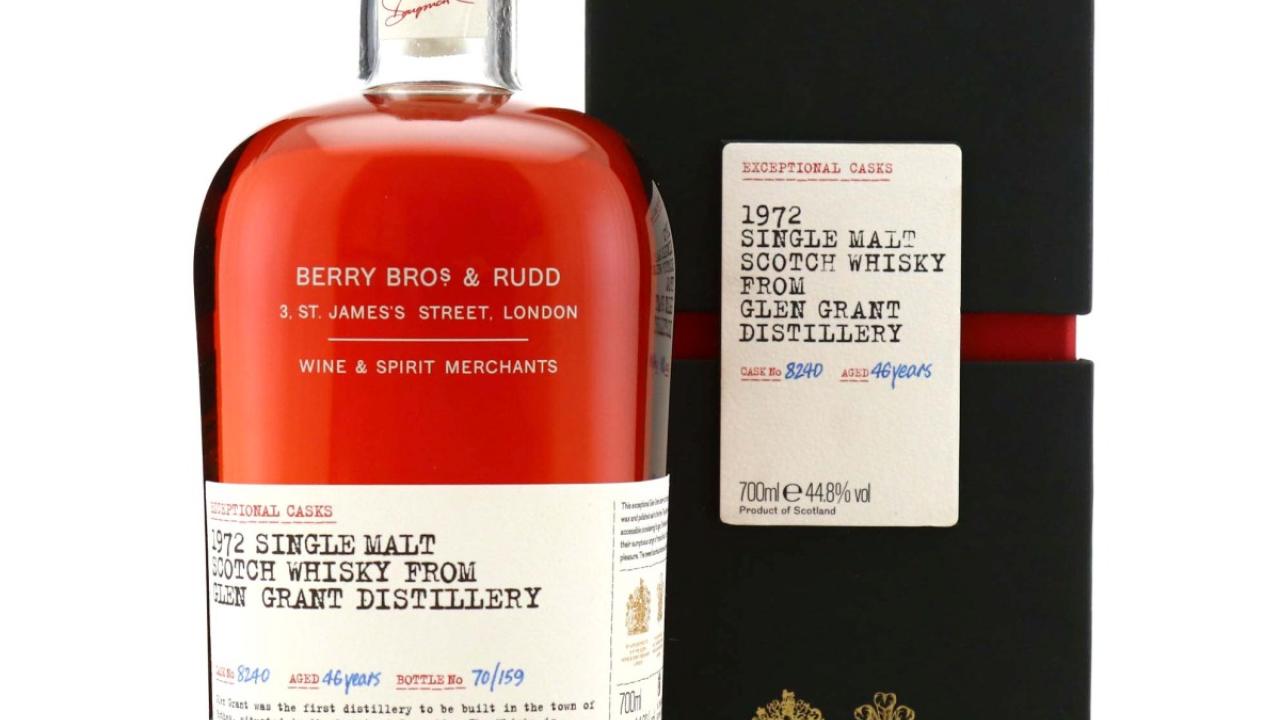 BERRY BROS & RUDD
3, ST. JAMES'S STREET, LONDON
WINE & SPIRIT MERCHANTS
EXCEPTIONAL CASKS
1972 SINGLE MALT
SCOTCH WHISKY FROM
GLEN GRANT DISTILLERY
CASK No 8240 AGED 46 years BOTTLE No 70/159
Glen Grant was the first distillery to be built in the town of
700ml
EXCEPTIONAL CASKS
1972
SINGLE MALT
SCOTCH WHISKY
FROM
GLEN GRANT
DISTILLERY
CASK No 8240 AGED 46 years
700ml e 44.8% vol
Product of Scotland